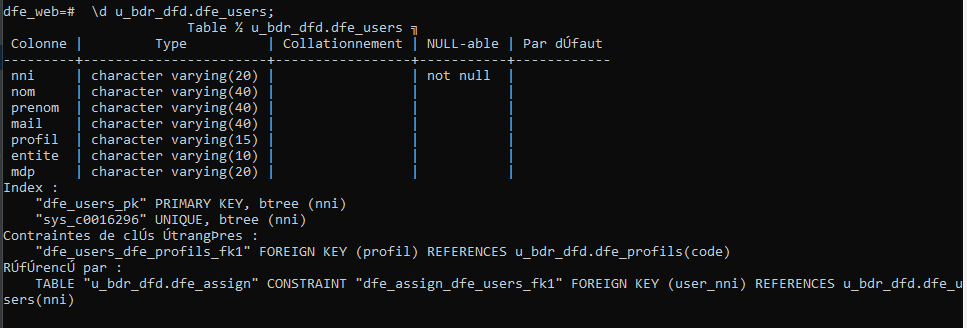 dfe_web=#  \d u_bdr_dfd.dfe_users;
                       Table % u_bdr_dfd.dfe_users ╗
 Colonne |         Type          | Collationnement | NULL-able | Par dÚfaut
---------+-----------------------+-----------------+-----------+------------
 nni     | character varying(20) |                 | not null  |
 nom     | character varying(40) |                 |           |
 prenom  | character varying(40) |                 |           |
 mail    | character varying(40) |                 |           |
 profil  | character varying(15) |                 |           |
 entite  | character varying(10) |                 |           |
 mdp     | character varying(20) |                 |           |
Index :
    "dfe_users_pk" PRIMARY KEY, btree (nni)
    "sys_c0016296" UNIQUE, btree (nni)
Contraintes de clÚs ÚtrangÞres :
    "dfe_users_dfe_profils_fk1" FOREIGN KEY (profil) REFERENCES u_bdr_dfd.dfe_profils(code)
RÚfÚrencÚ par :
    TABLE "u_bdr_dfd.dfe_assign" CONSTRAINT "dfe_assign_dfe_users_fk1" FOREIGN KEY (user_nni) REFERENCES u_bdr_dfd.dfe_u
sers(nni)